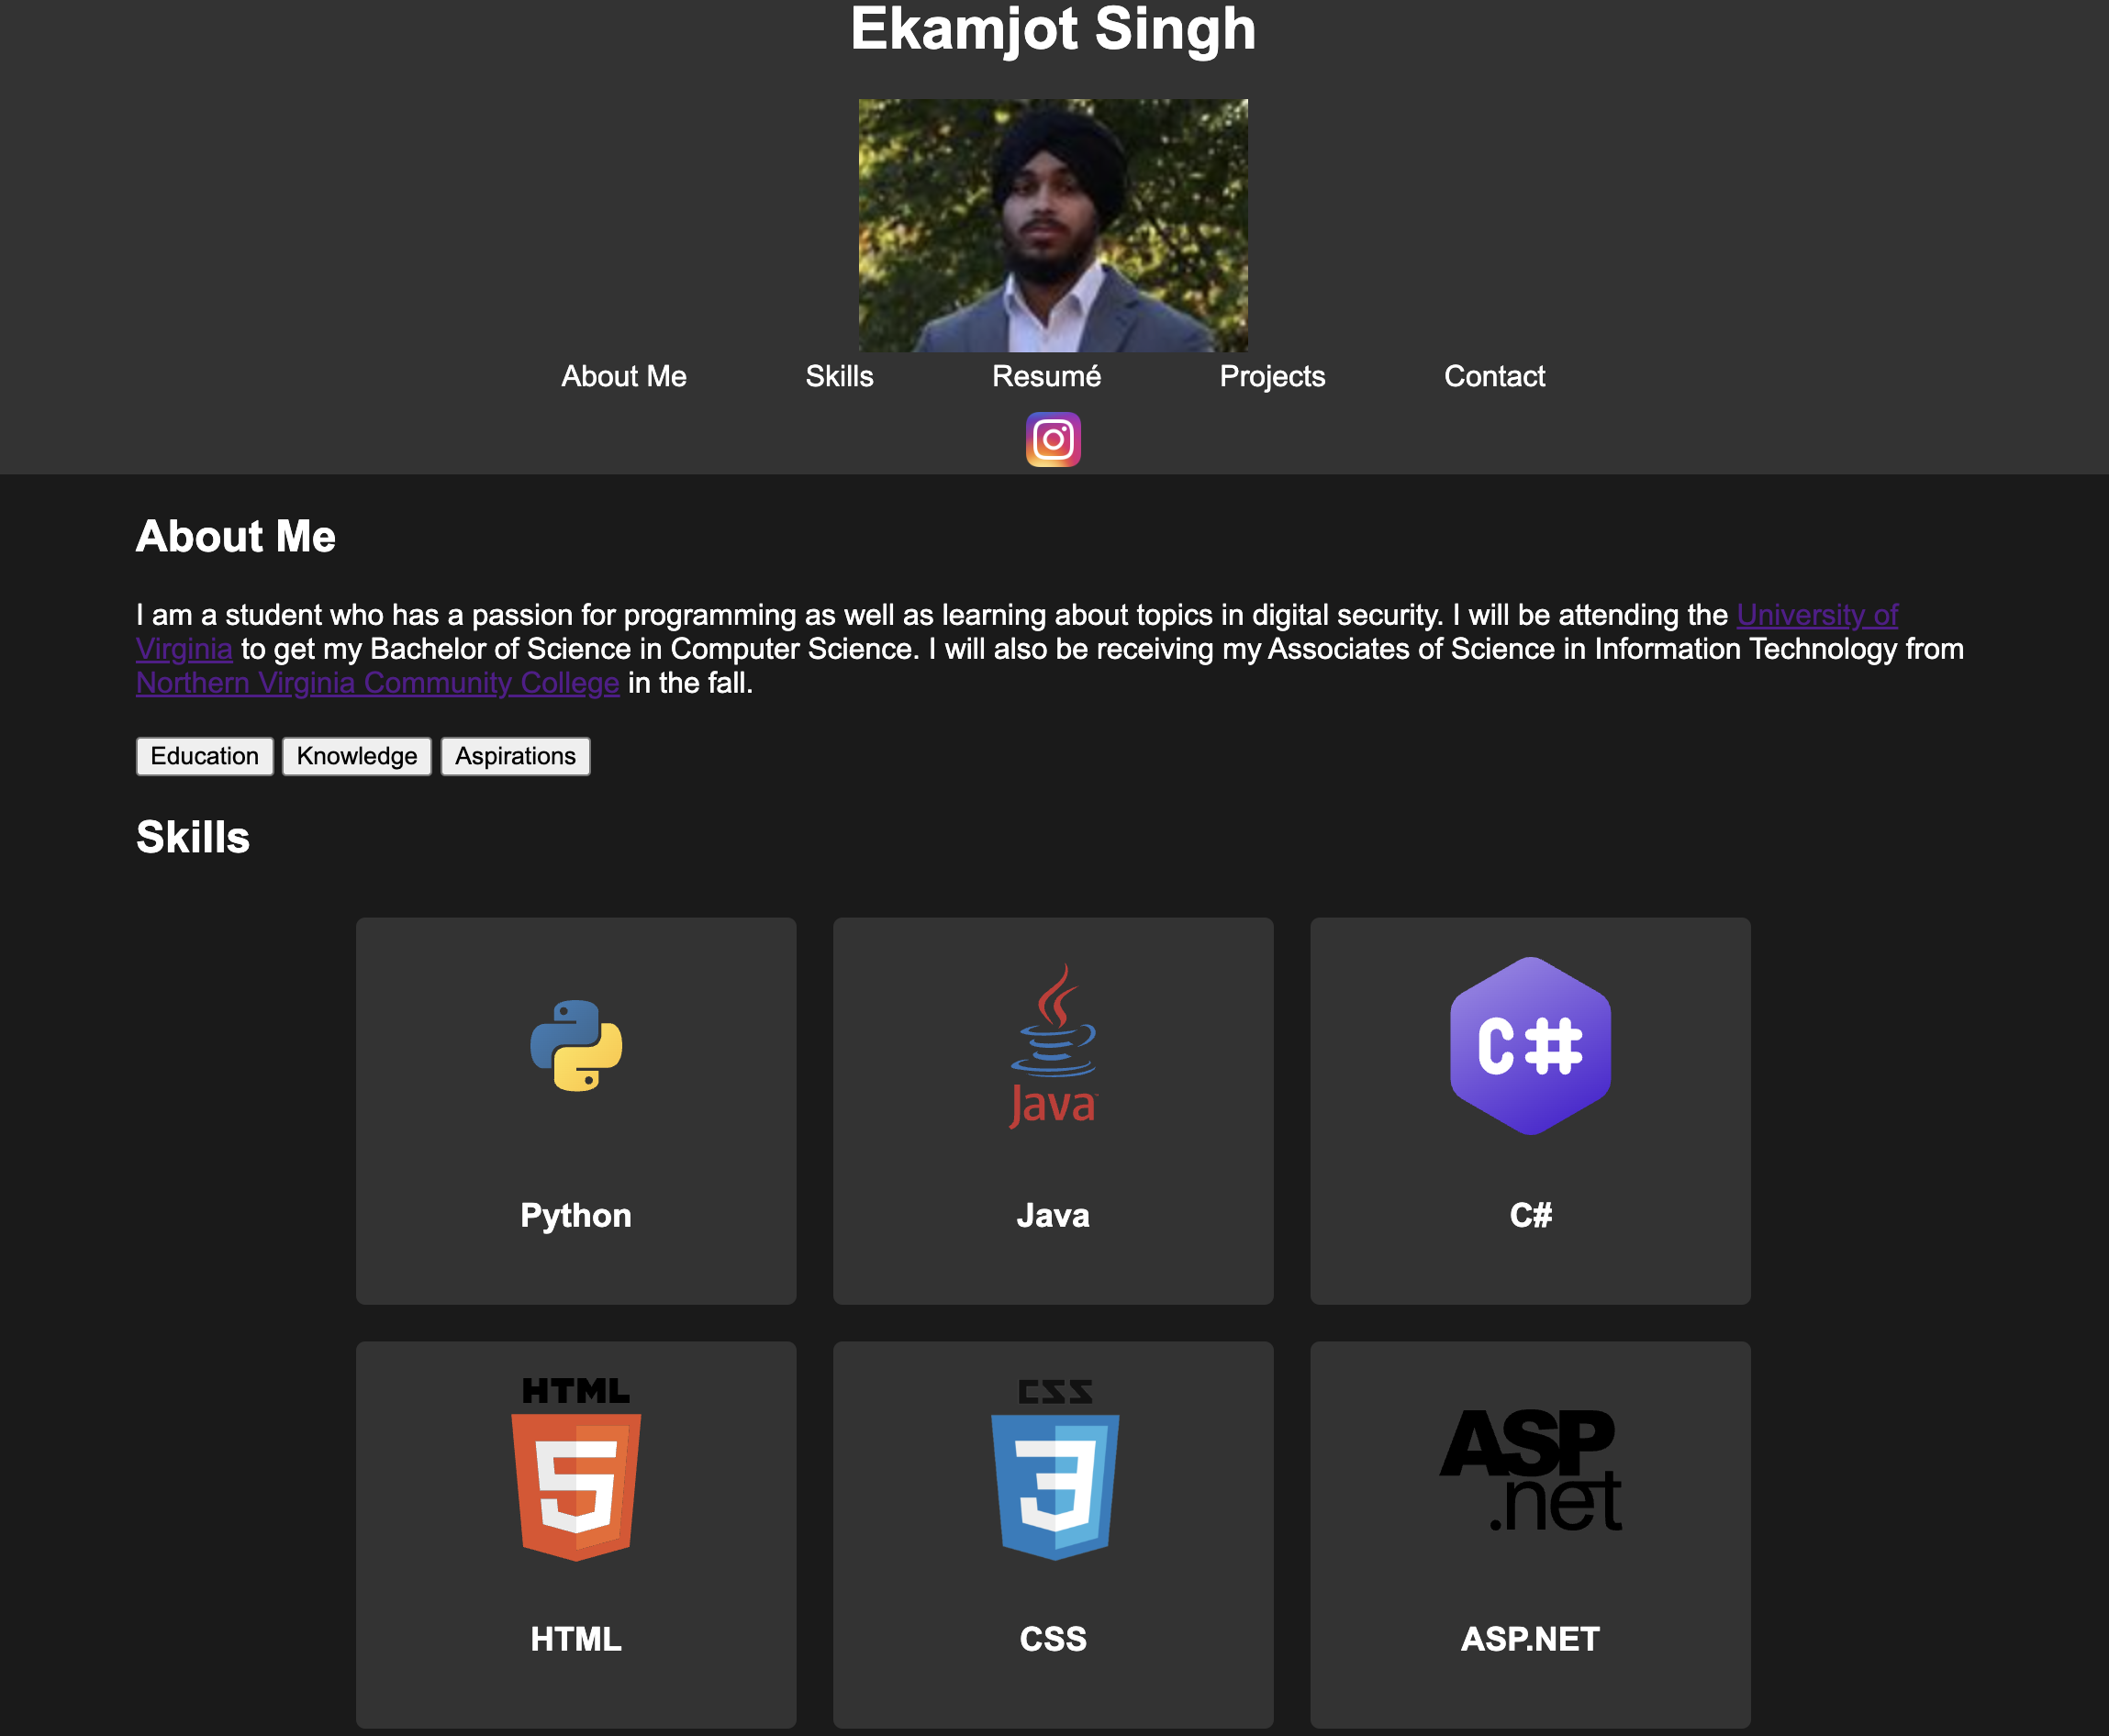 Ekamjot Singh
About Me Skills Resumé Projects Contact
About Me
I am a student who has a passion for programming as well as learning about topics in digital security. I will be attending the University of
Virginia to get my Bachelor of Science in Computer Science. I will also be receiving my Associates of Science in Information Technology from
Northern Virginia Community College in the fall.
Education Knowledge Aspirations
Skills
Java
C#
Python Java C#
HTML
5
CSS
3
ASP
.net
HTML CSS ASP.NET